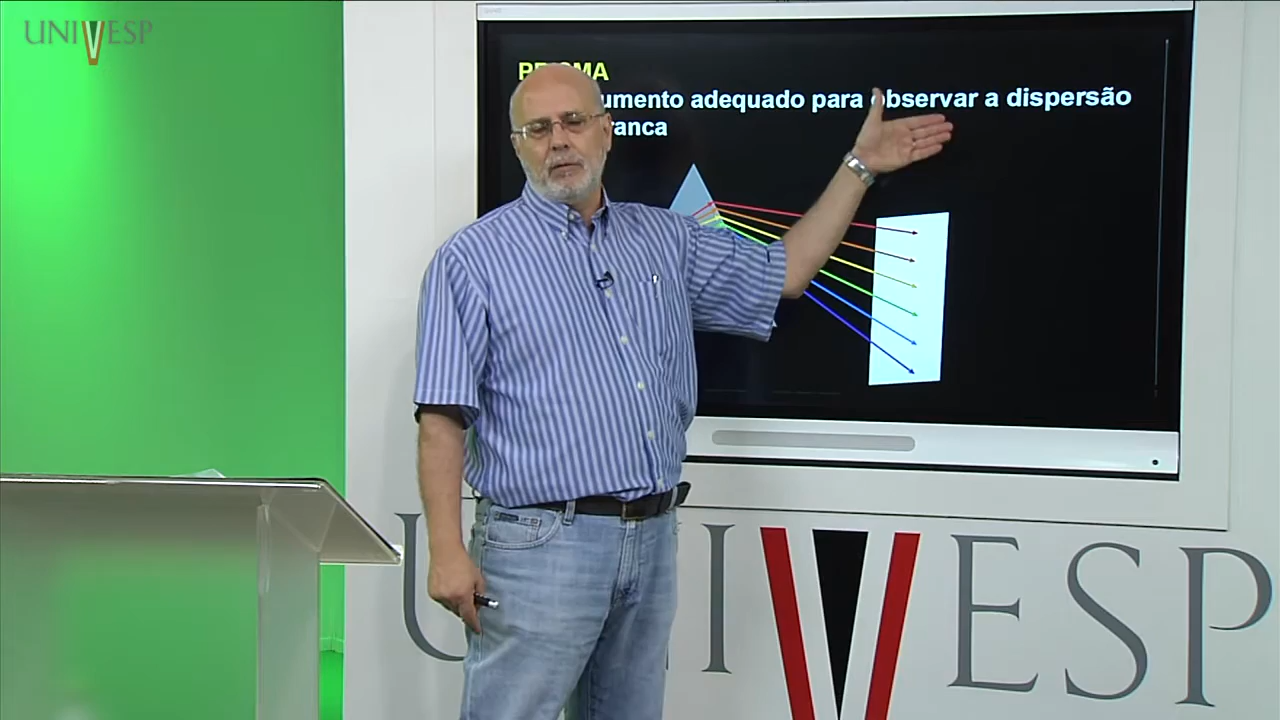 UNIVESP
PRISMA
umento adequado para observar a dispersão
ranca
UNIVESP